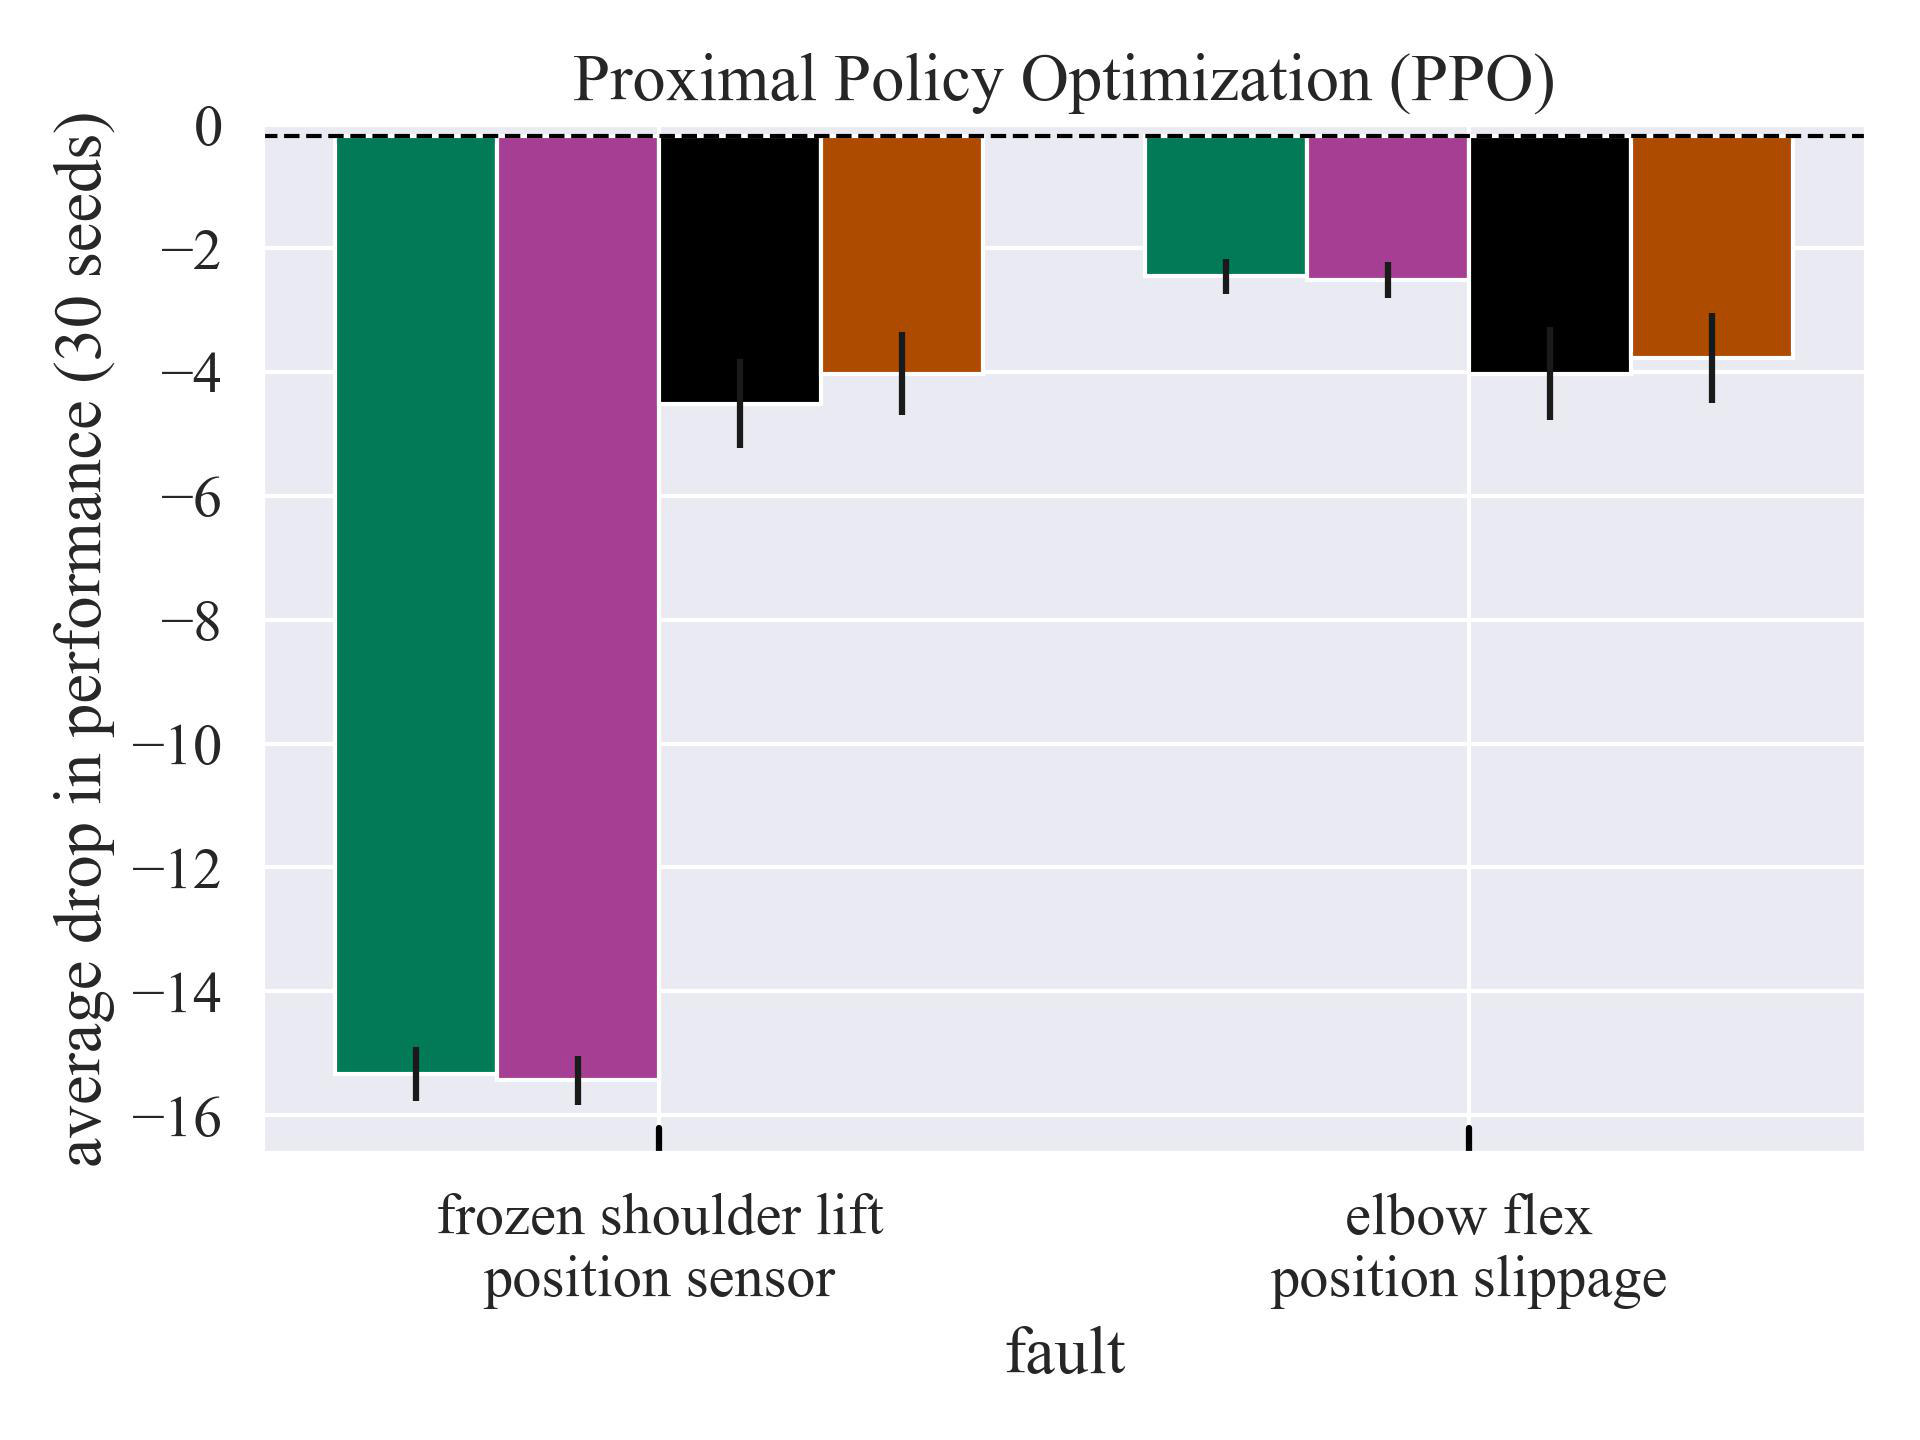 Proximal Policy Optimization (PPO)
average drop in performance (30 seeds)
0
−2
−4
−6
−8
−10
−12
−14
−16
frozen shoulder lift
position sensor
elbow flex
position slippage
fault